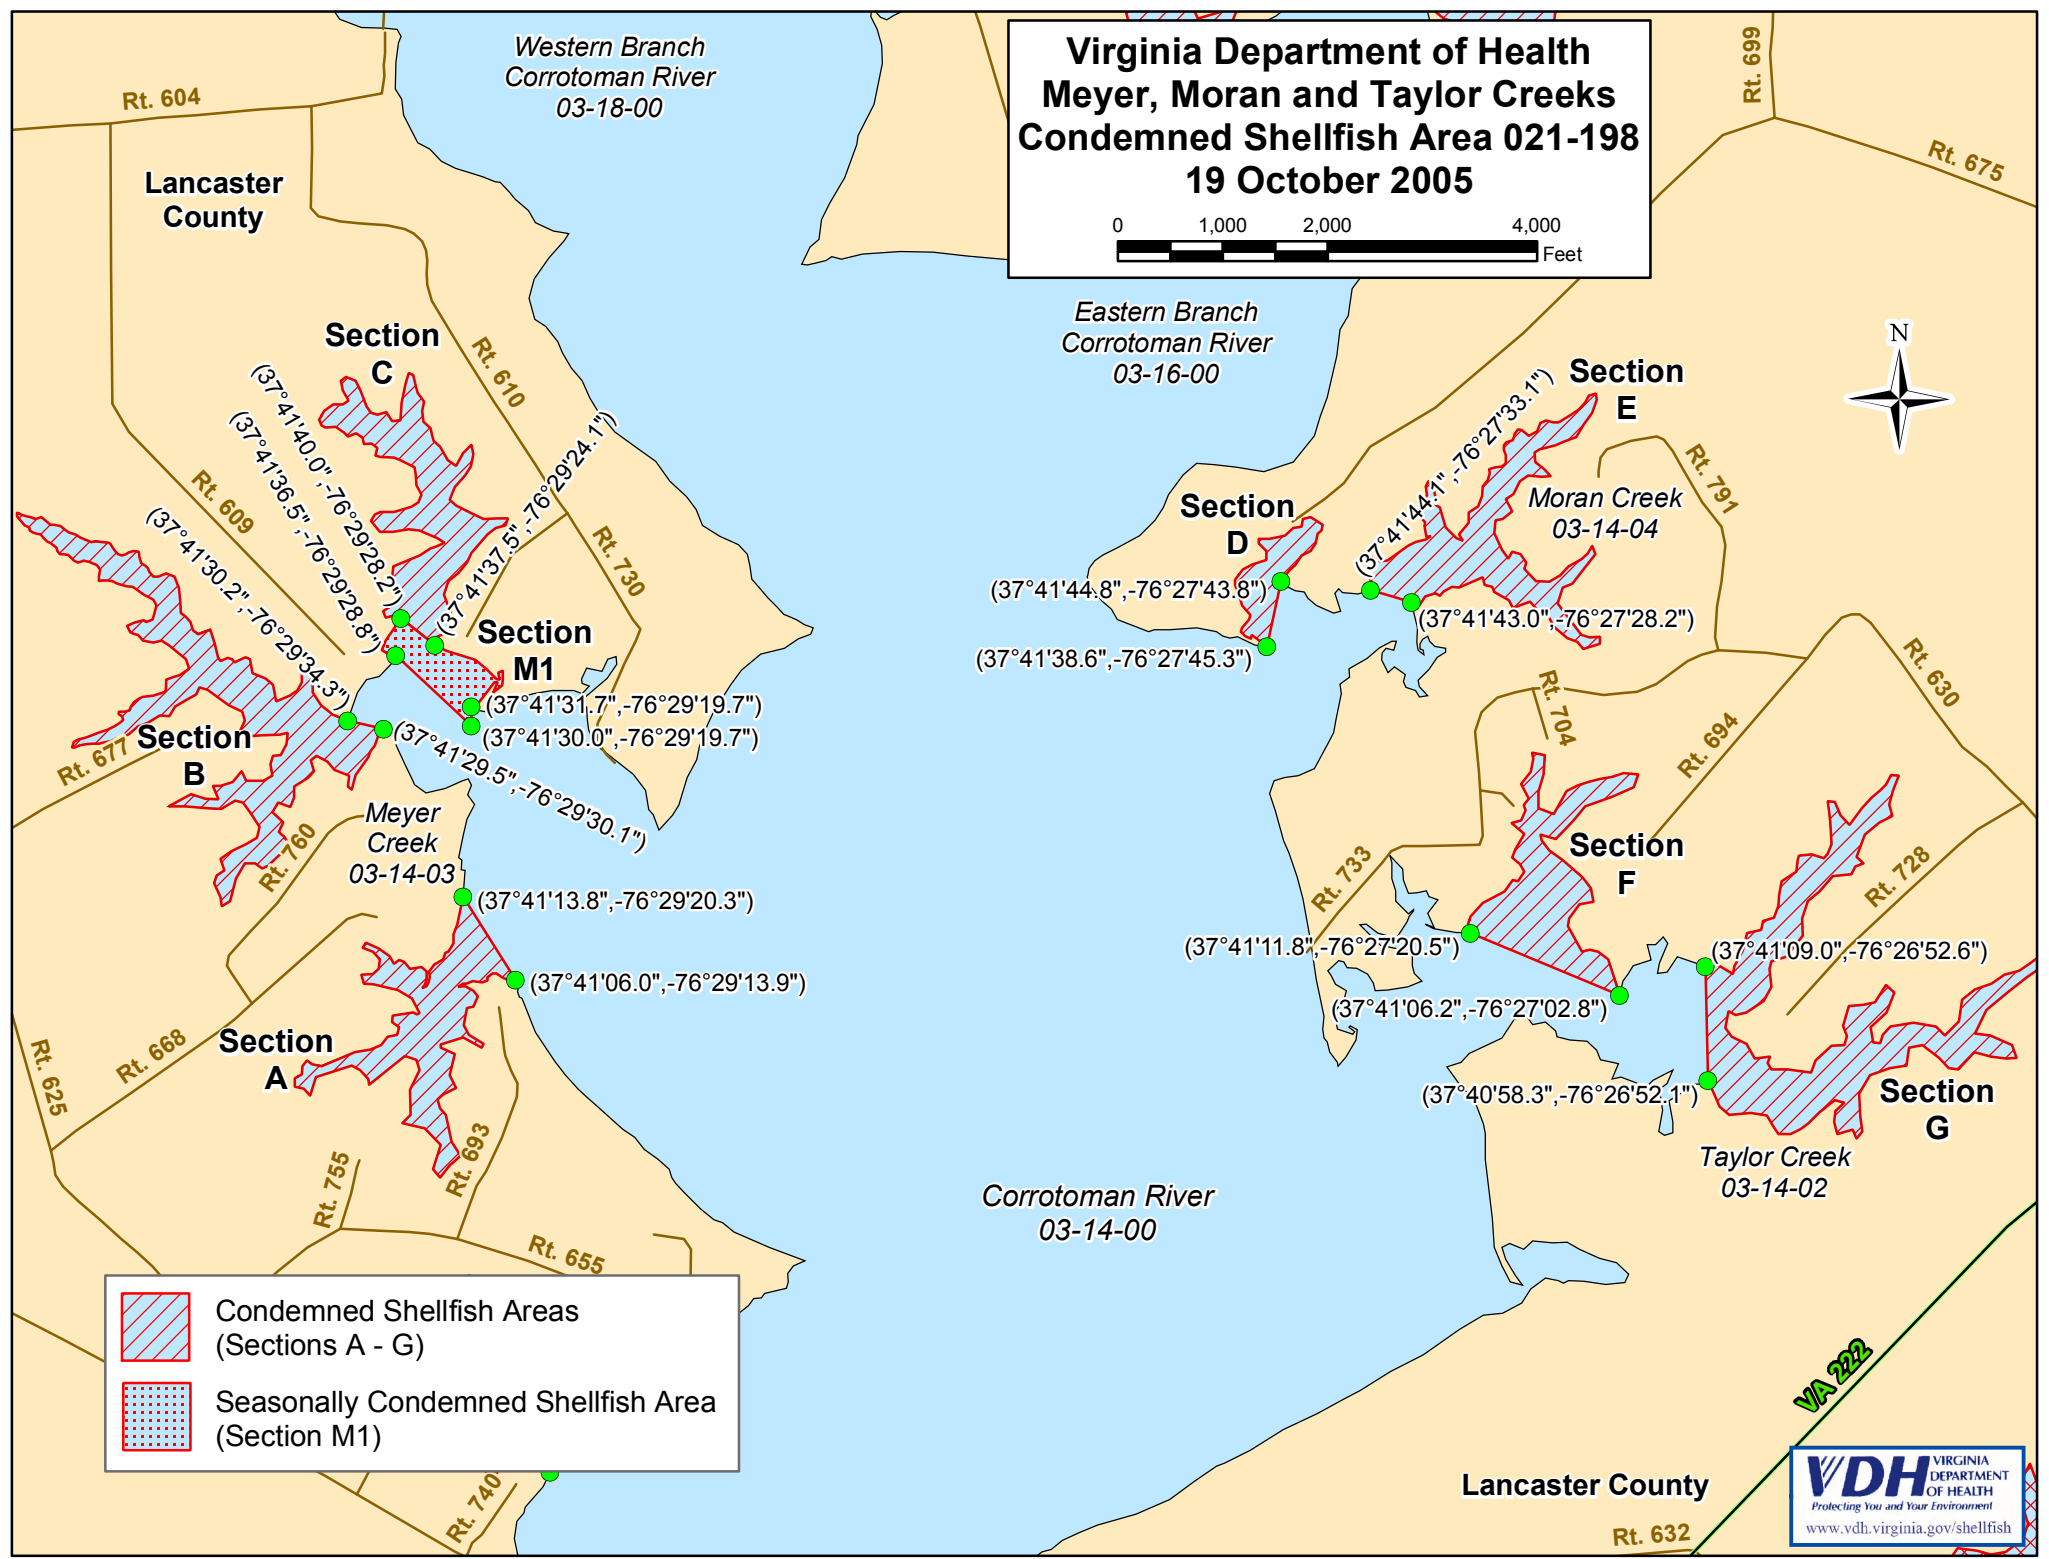 Virginia Department of Health
Meyer, Moran and Taylor Creeks
Condemned Shellfish Area 021-198
19 October 2005
0 1,000 2,000 4,000
Feet
Western Branch
Corrotoman River
03-18-00
Rt. 604
Rt. 699
Rt. 675
Lancaster
County
Eastern Branch
Corrotoman River
03-16-00
N
Section
C
Rt. 610
(37°41'40.0",-76°29'28.2")
(37°41'36.5",-76°29'28.8")
(37°41'37.5",-76°29'24.1")
Rt. 609
(37°41'30.2",-76°29'34.3")
Rt. 730
Section
M1
(37°41'31.7",-76°29'19.7")
(37°41'30.0",-76°29'19.7")
(37°41'29.5",-76°29'30.1")
Section
B
Rt. 677
Meyer
Creek
03-14-03
Rt. 760
(37°41'13.8",-76°29'20.3")
(37°41'06.0",-76°29'13.9")
Section
A
Rt. 668
Rt. 625
Rt. 693
Rt. 755
Rt. 655
Section
E
(37°41'44.1",-76°27'33.1")
Section
D
Moran Creek
03-14-04
Rt. 791
(37°41'44.8",-76°27'43.8")
(37°41'43.0",-76°27'28.2")
(37°41'38.6",-76°27'45.3")
Rt. 630
Rt. 704
Rt. 694
Section
F
Rt. 733
Rt. 728
(37°41'11.8",-76°27'20.5")
(37°41'09.0",-76°26'52.6")
(37°41'06.2",-76°27'02.8")
(37°40'58.3",-76°26'52.1")
Section
G
Taylor Creek
03-14-02
Corrotoman River
03-14-00
Condemned Shellfish Areas
(Sections A - G)
Seasonally Condemned Shellfish Area
(Section M1)
Rt. 740
VA 222
Lancaster County
Rt. 632
VDH
VIRGINIA
DEPARTMENT
OF HEALTH
Protecting You and Your Environment
www.vdh.virginia.gov/shellfish